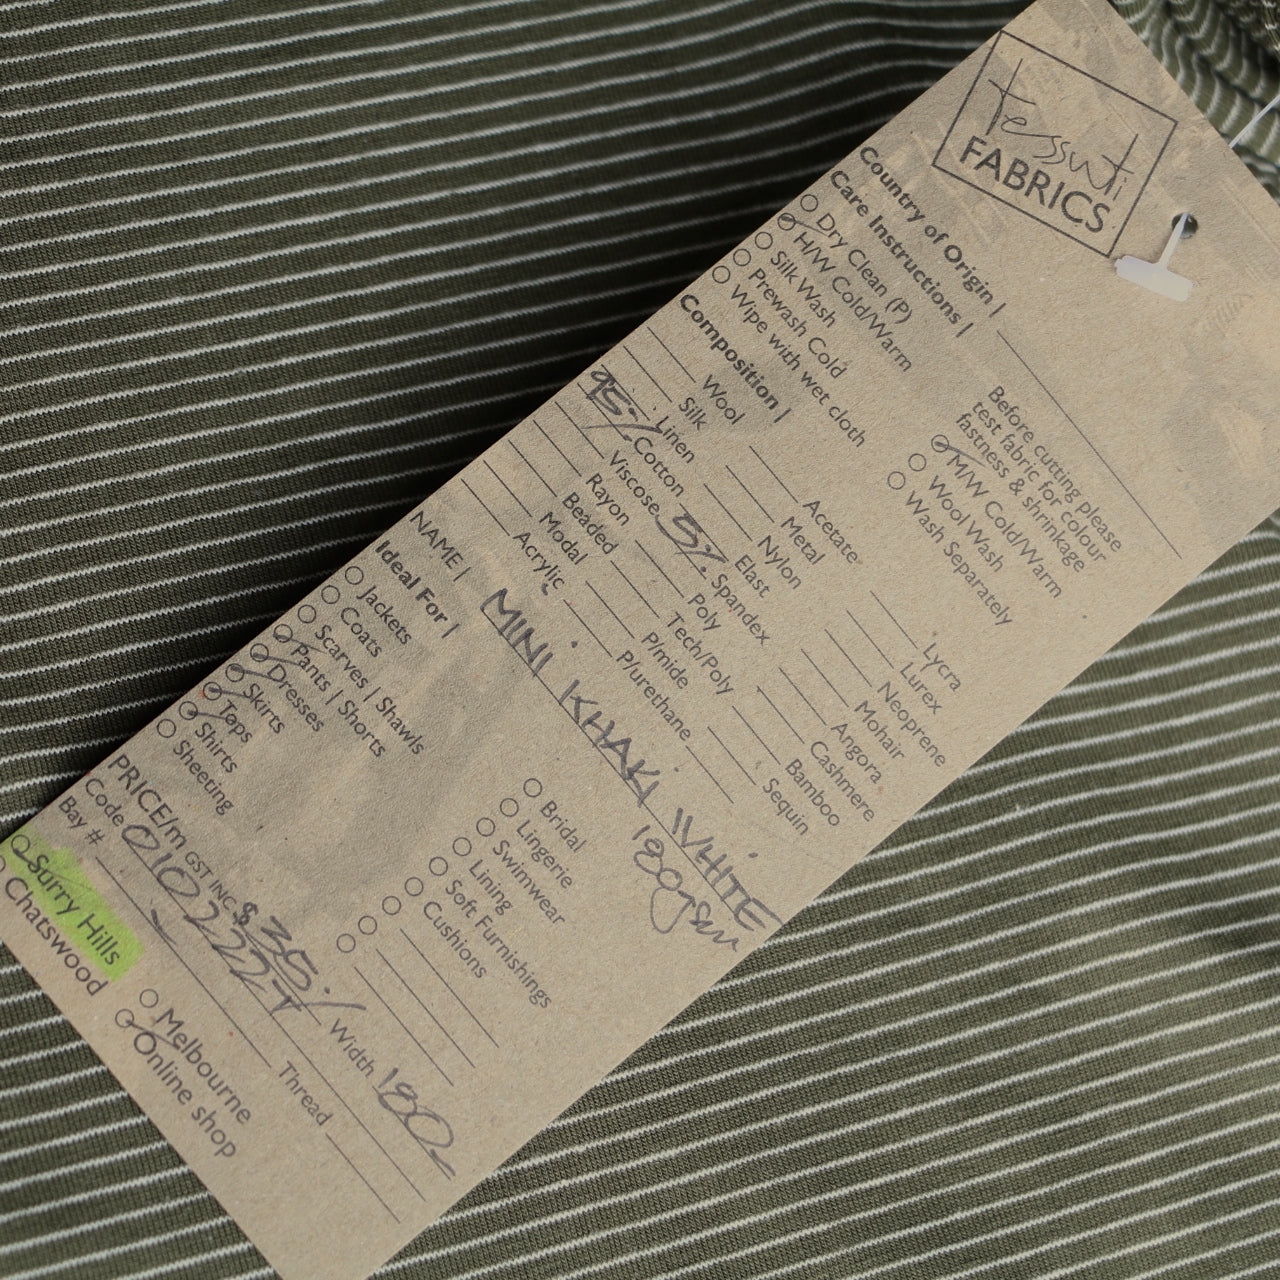 tessuti
FABRICS
Country of Origin |
Care Instructions |
Dry Clean (P)
H/W Cold/Warm
Silk Wash
Prewash Cold
Wipe with wet cloth
Before cutting please
test fabric for colour
fastness & shrinkage
M/W Cold/Warm
Wool Wash
Wash Separately
Composition |
Wool
Silk
Linen
95% Cotton
Viscose
Rayon
Beaded
Modal
Acrylic
Acetate
Metal
Nylon
Elast
5% Spandex
Poly
Tech/Poly
P/mide
P/urethane
Lycra
Lurex
Neoprene
Mohair
Angora
Cashmere
Bamboo
Sequin
NAME | MINI KHAKI WHITE
180gsm
Ideal For |
Jackets
Coats
Scarves | Shawls
Pants | Shorts
Dresses
Skirts
Tops
Shirts
Sheeting
Bridal
Lingerie
Swimwear
Lining
Soft Furnishings
Cushions
PRICE/m GST INC $35 Width 180
Code 010222T
Bay # Thread
Surry Hills
Chatswood
Melbourne
Online shop